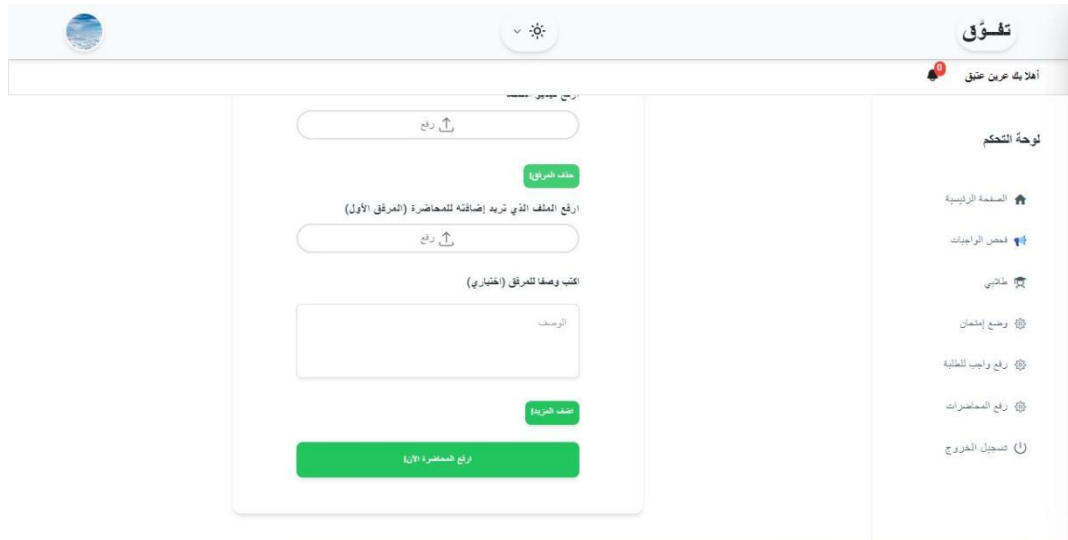 تفــوَّق
أهلا بك عرين عتيق
0
لوحة التحكم
الصفحة الرئيسية
فحص الواجبات
طلابي
وضع إمتحان
رفع واجب للطلبة
رفع المحاضرات
تسجيل الخروج
رفع
حذف المرفق!
ارفع الملف الذي تريد إضافته للمحاضرة (المرفق الأول)
رفع
اكتب وصفا للمرفق (اختياري)
الوصف
اضف المزيد!
ارفع المحاضرة الآن!